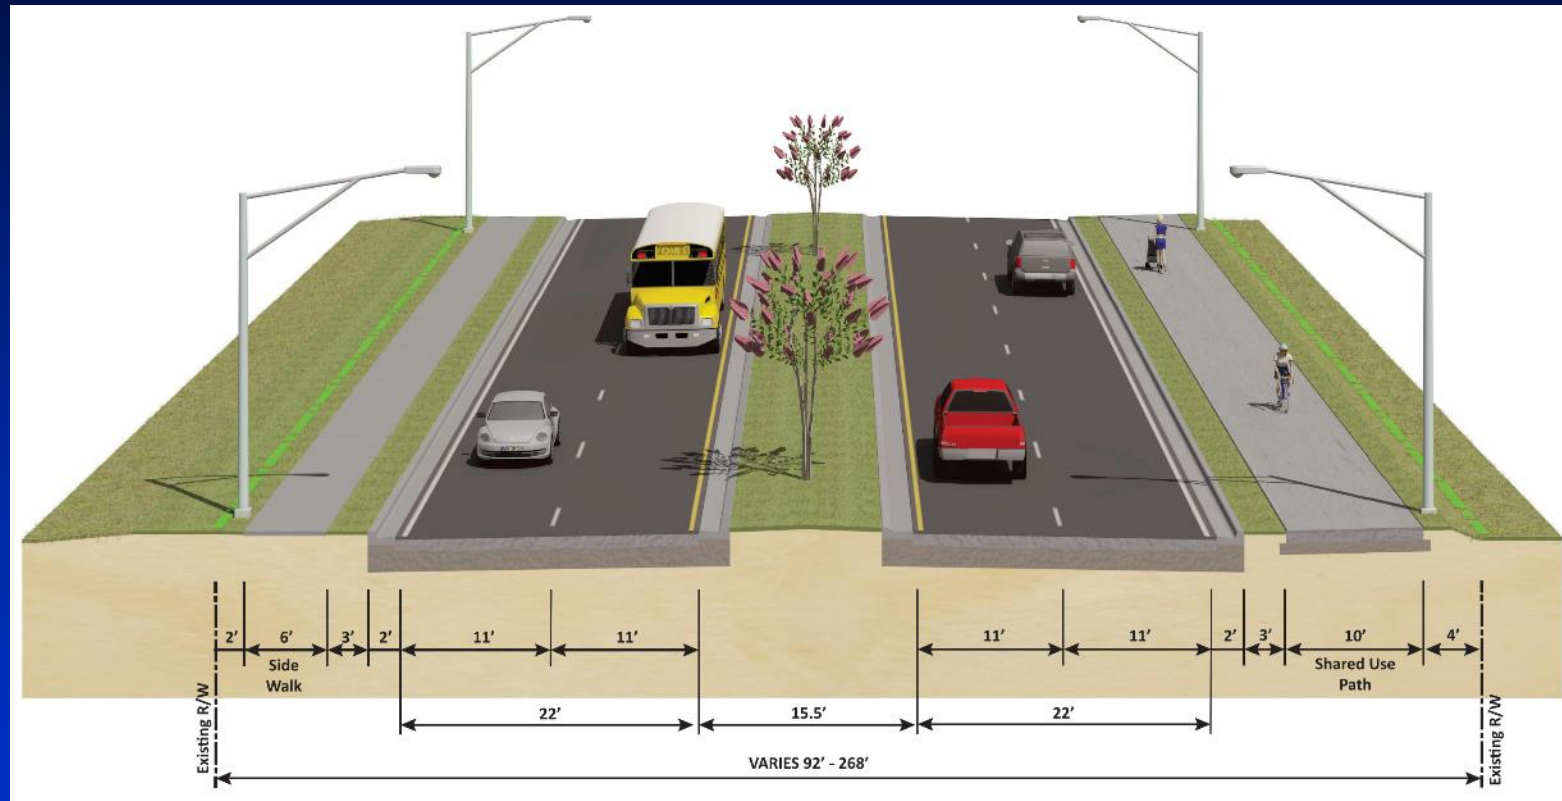 2'
6'
3'
2'
11'
11'
11'
11'
2'
3'
10'
4'
Side
Walk
Shared Use
Path
22'
15.5'
22'
Existing R/W
VARIES 92' - 268'
Existing R/W